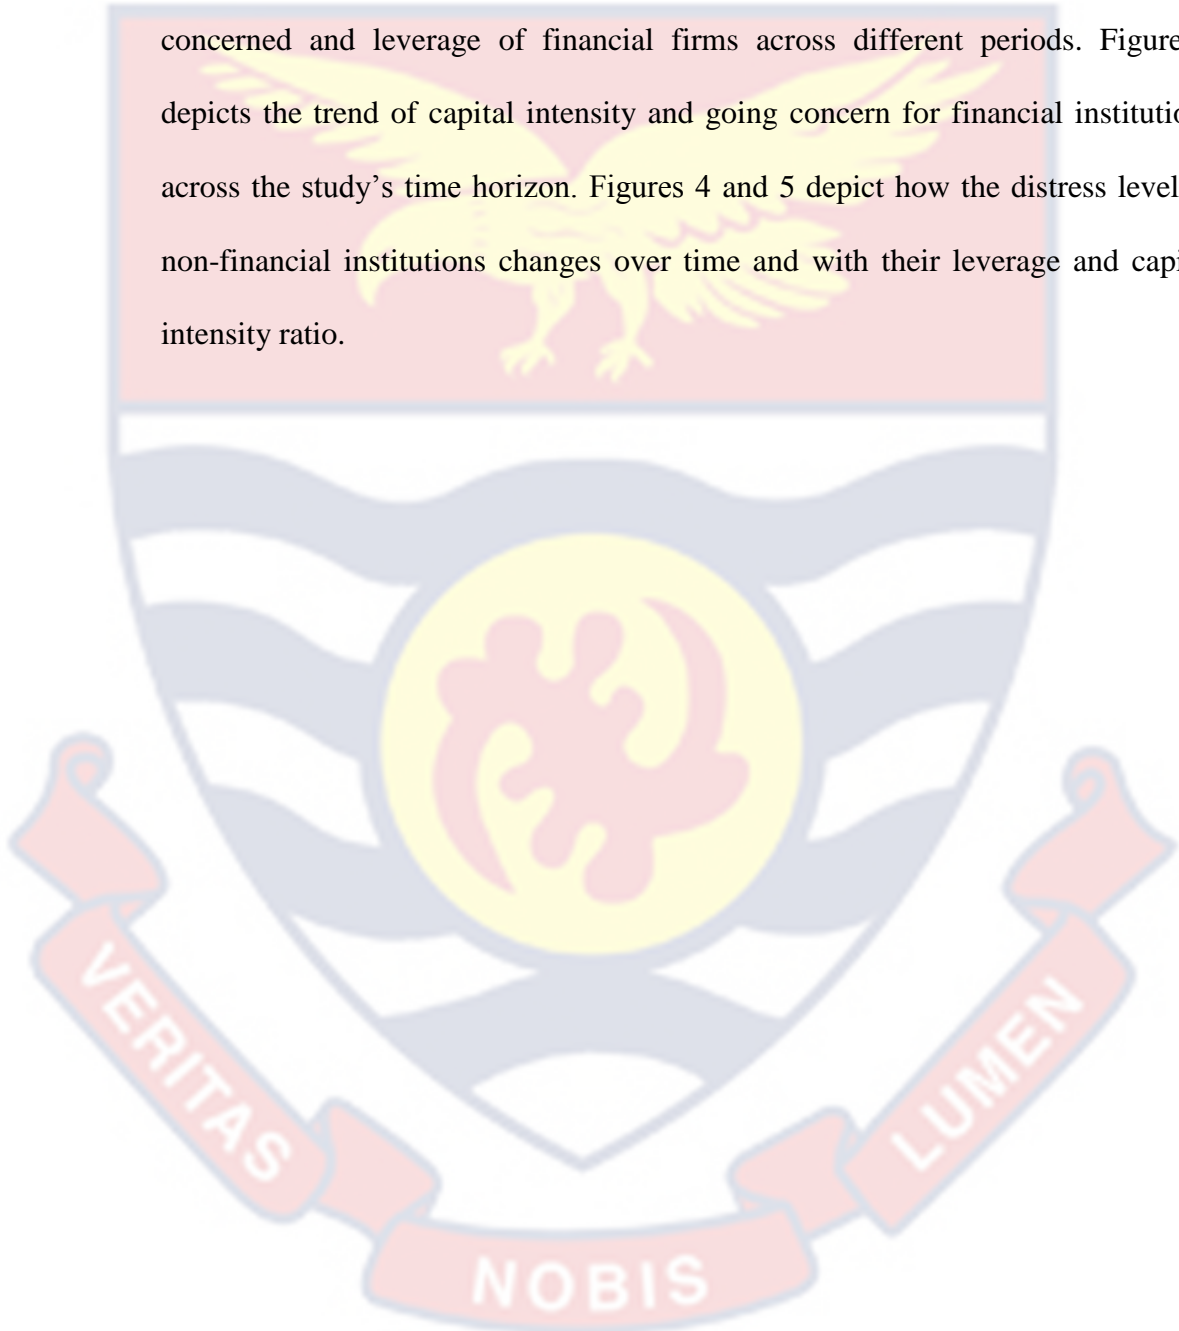 concerned and leverage of financial firms across different periods. Figure
depicts the trend of capital intensity and going concern for financial
across the study's time horizon. Figures 4 and 5 depict how the distress level
non-financial institutions changes over time and with their leverage and
intensity ratio.
VERITAS
NOBIS
LUMEN